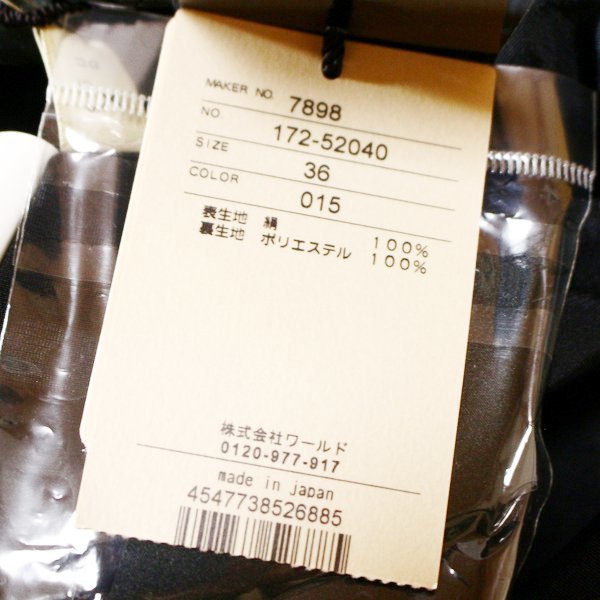 MAKER NO. 7898
NO. 172-52040
SIZE 36
COLOR 015
表生地 絹 100%
裏生地 ポリエステル 100%
株式会社ワールド
0120-977-917
made in japan
4547738526885